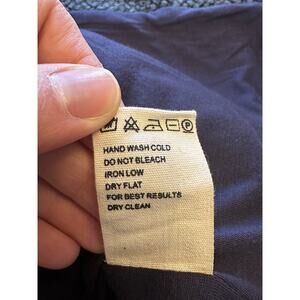 HAND WASH COLD
DO NOT BLEACH
IRON LOW
DRY FLAT
FOR BEST RESULTS
DRY CLEAN